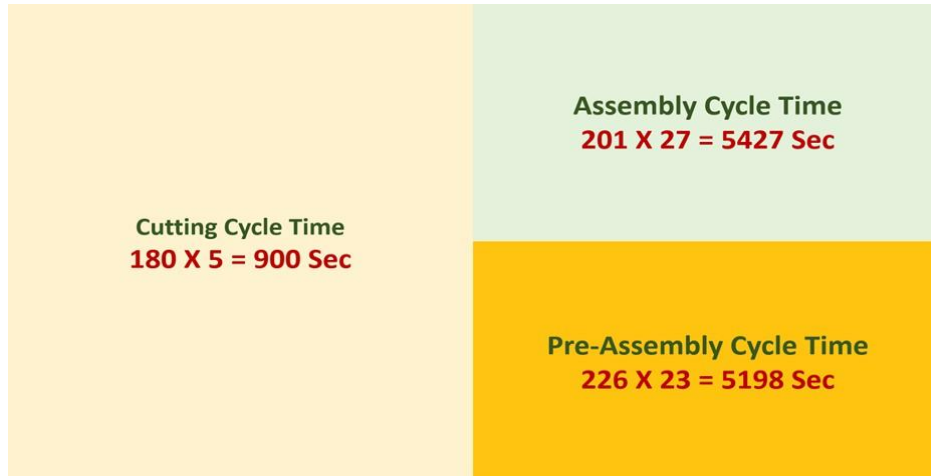 Cutting Cycle Time
180 X 5 = 900 Sec
Assembly Cycle Time
201 X 27 = 5427 Sec
Pre-Assembly Cycle Time
226 X 23 = 5198 Sec